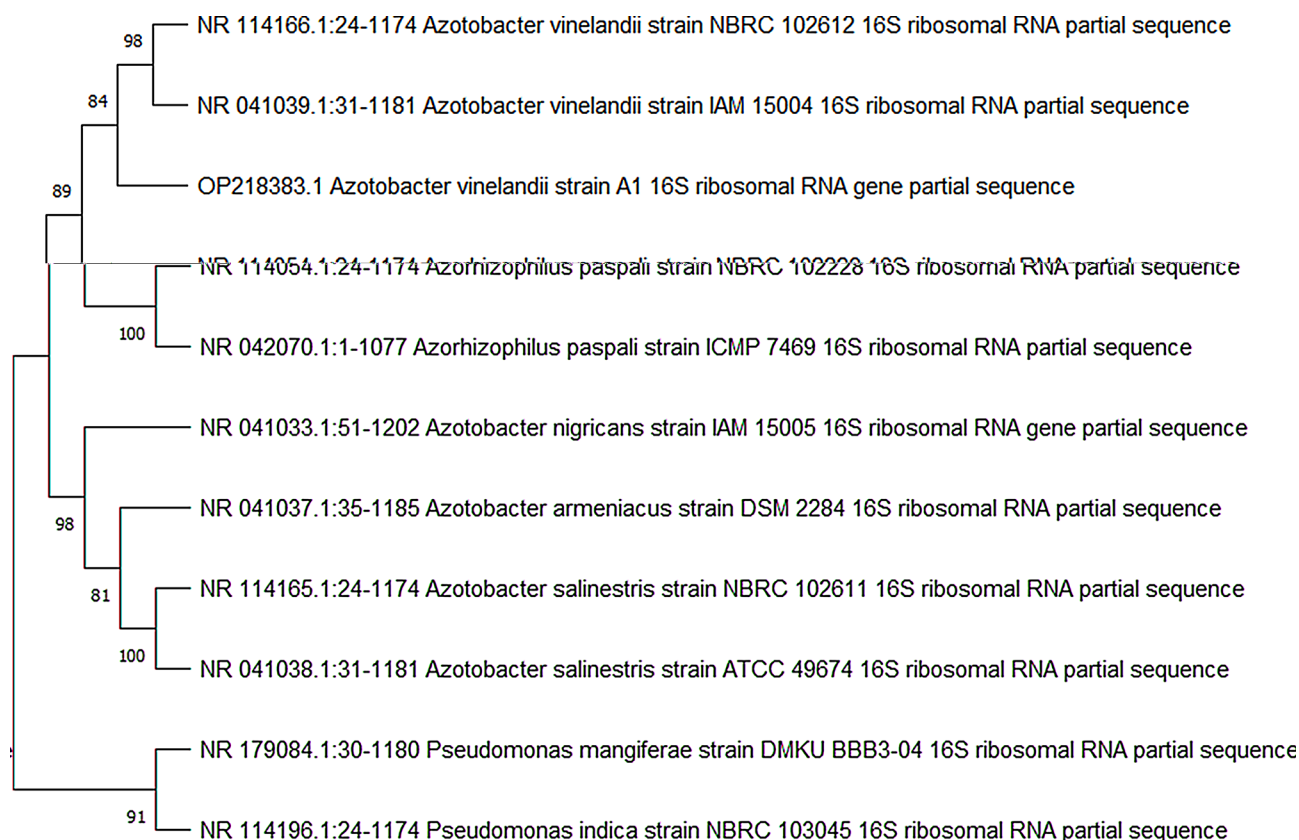 NR 114166.1:24-1174 Azotobacter vinelandii strain NBRC 102612 16S ribosomal RNA partial sequence
98
84
NR 041039.1:31-1181 Azotobacter vinelandii strain IAM 15004 16S ribosomal RNA partial sequence
OP218383.1 Azotobacter vinelandii strain A1 16S ribosomal RNA gene partial sequence
89
NR 114054.1:24-1174 Azorhizophilus paspali strain NBRC 102228 16S ribosomal RNA partial sequence
100
NR 042070.1:1-1077 Azorhizophilus paspali strain ICMP 7469 16S ribosomal RNA partial sequence
NR 041033.1:51-1202 Azotobacter nigricans strain IAM 15005 16S ribosomal RNA gene partial sequence
NR 041037.1:35-1185 Azotobacter armeniacus strain DSM 2284 16S ribosomal RNA partial sequence
98
NR 114165.1:24-1174 Azotobacter salinestris strain NBRC 102611 16S ribosomal RNA partial sequence
81
100
NR 041038.1:31-1181 Azotobacter salinestris strain ATCC 49674 16S ribosomal RNA partial sequence
NR 179084.1:30-1180 Pseudomonas mangiferae strain DMKU BBB3-04 16S ribosomal RNA partial sequence
91
NR 114196.1:24-1174 Pseudomonas indica strain NBRC 103045 16S ribosomal RNA partial sequence